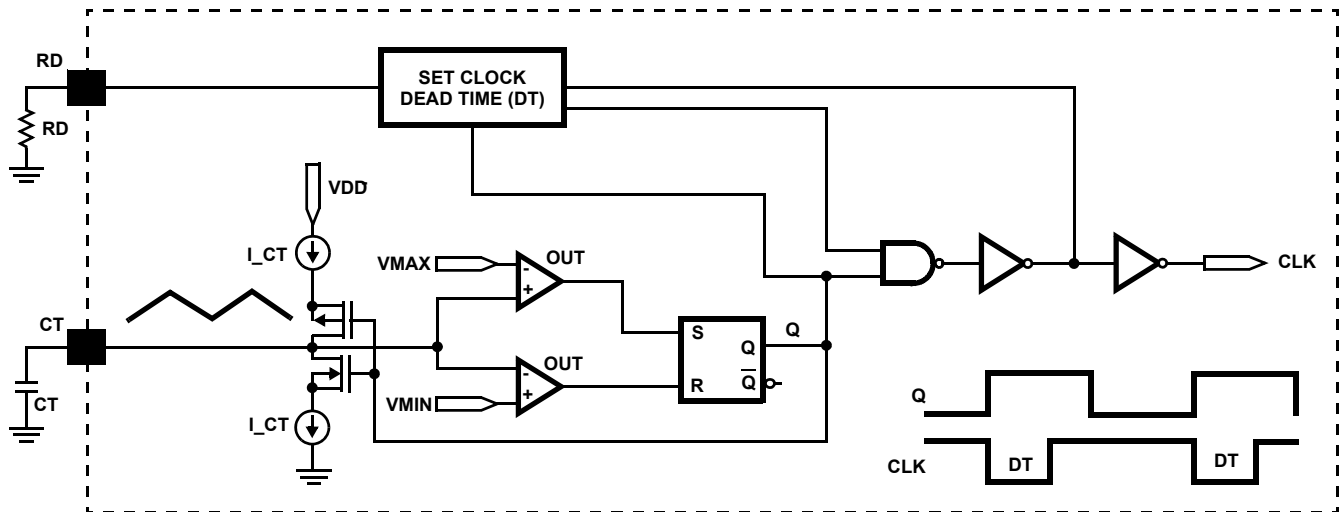 RD
SET CLOCK
DEAD TIME (DT)
RD
VDD
I_CT
VMAX
-
+
OUT
CLK
CT
S
Q
Q
R
Q
-
+
OUT
VMIN
CT
I_CT
Q
CLK
DT
DT